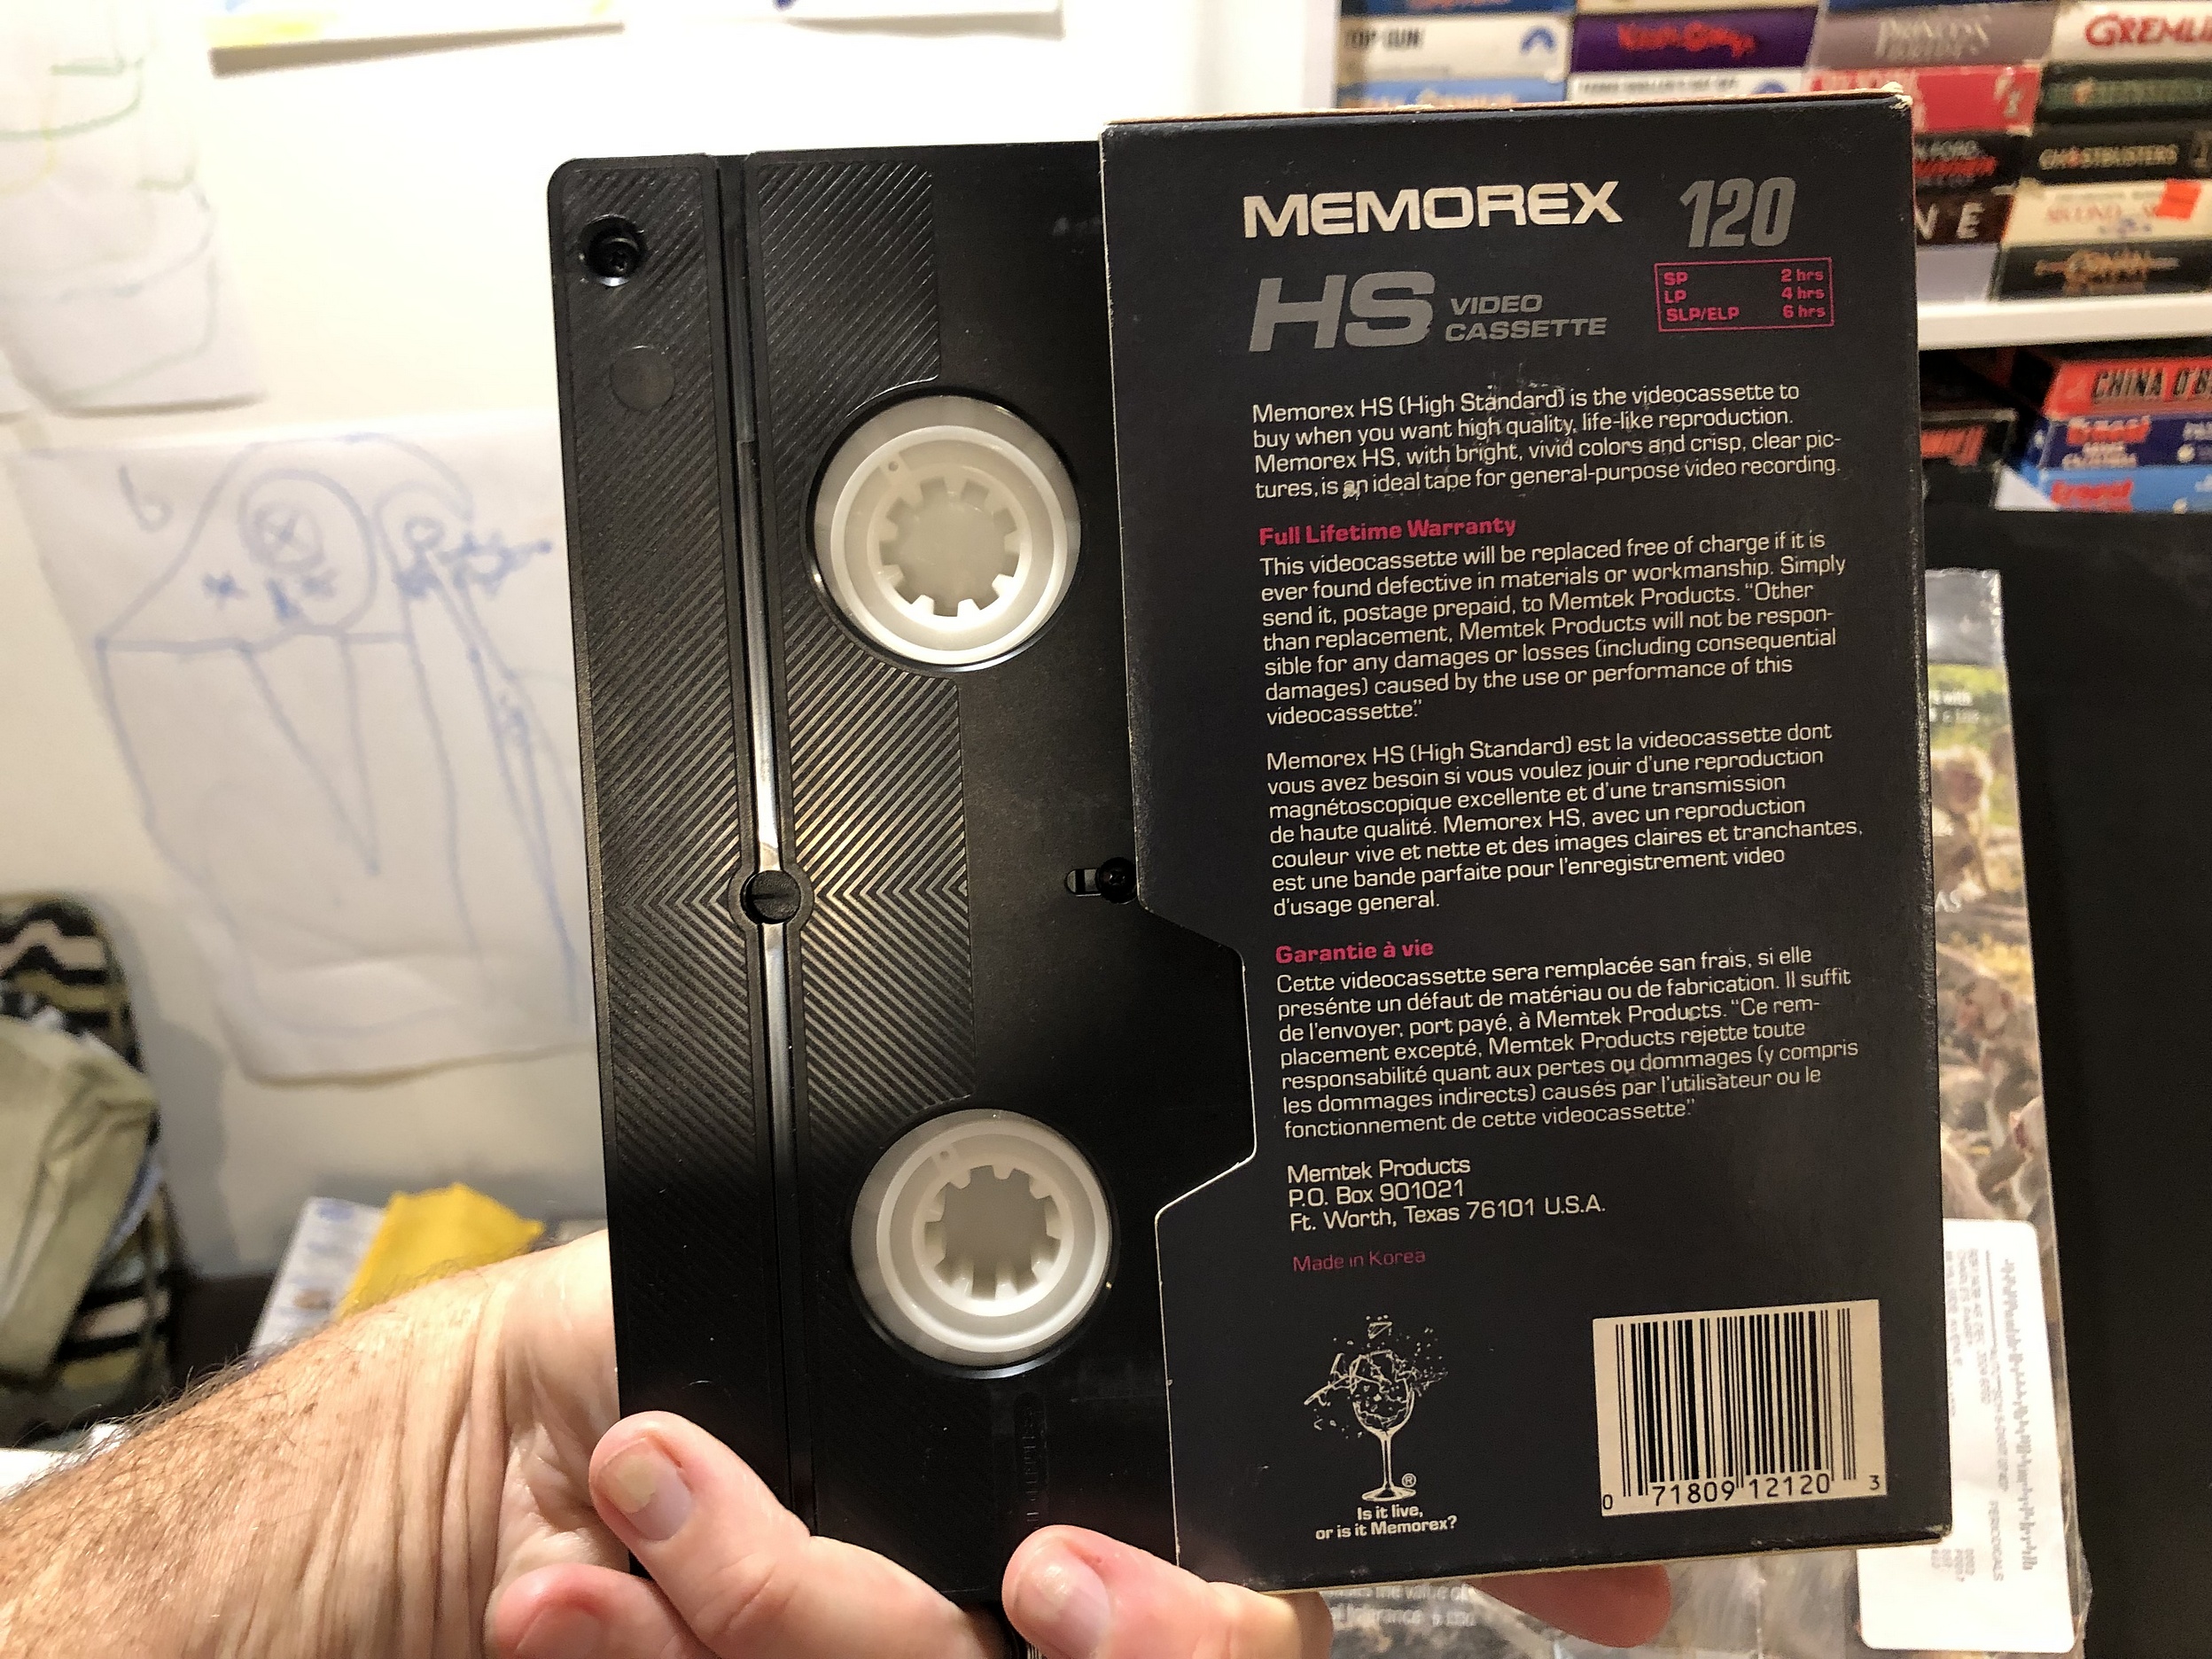 MEMOREX 120
HS VIDEO
CASSETTE
SP 2 hrs
LP 4 hrs
SLP/ELP 6 hrs
Memorex HS (High Standard) is the videocassette to
buy when you want high quality, life-like reproduction.
Memorex HS, with bright, vivid colors and crisp, clear pic-
tures, is an ideal tape for general-purpose video recording.
Full Lifetime Warranty
This videocassette will be replaced free of charge if it is
ever found defective in materials or workmanship. Simply
send it, postage prepaid, to Memtek Products. “Other
than replacement, Memtek Products will not be respon-
sible for any damages or losses (including consequential
damages) caused by the use or performance of this
videocassette.”
Memorex HS (High Standard) est la videocassette dont
vous avez besoin si vous voulez jouir d'une reproduction
magnétoscopique excellente et d'une transmission
de haute qualité. Memorex HS, avec un reproduction
couleur vive et nette et des images claires et tranchantes,
est une bande parfaite pour l'enregistrement video
d'usage general.
Garantie à vie
Cette videocassette sera remplacée san frais, si elle
presénte un défaut de matériau ou de fabrication. Il suffit
de l'envoyer, port payé, à Memtek Products. “Ce rem-
placement excepté, Memtek Products rejette toute
responsabilité quant aux pertes ou dommages (y compris
les dommages indirects) causés par l'utilisateur ou le
fonctionnement de cette videocassette.”
Memtek Products
P.O. Box 901021
Ft. Worth, Texas 76101 U.S.A.
Made in Korea
®
Is it live,
or is it Memorex?
0 71809 12120 3
TOP GUN
GREMLI
GHOSTBUSTERS
CONAN
CHINA O'B
Ernest
PERIODICALS